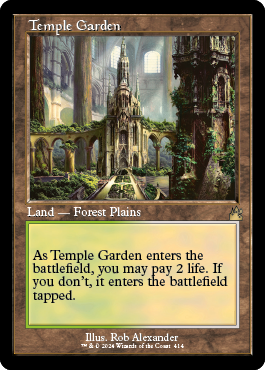 Temple Garden
Land — Forest Plains
As Temple Garden enters the
battlefield, you may pay 2 life. If
you don't, it enters the battlefield
tapped.
Illus. Rob Alexander
™ & © 2024 Wizards of the Coast 414